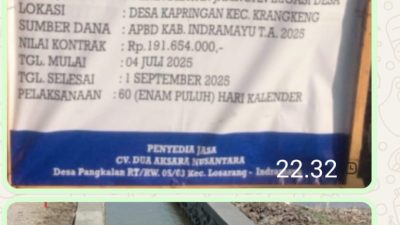 LOKASI : DESA KAPRINGAN KEC. KRANGKENG
SUMBER DANA : APBD KAB. INDRAMAYU T.A. 2025
NILAI KONTRAK : Rp.191.654.000,-
TGL. MULAI : 04 JULI 2025
TGL. SELESAI : 1 SEPTEMBER 2025
PELAKSANAAN : 60 (ENAM PULUH) HARI KALENDER
PENYEDIA JASA
CV. DUA AKSARA NUSANTARA
Desa Pangkalan RT/RW. 05/03 Kec. Losarang -
22.32